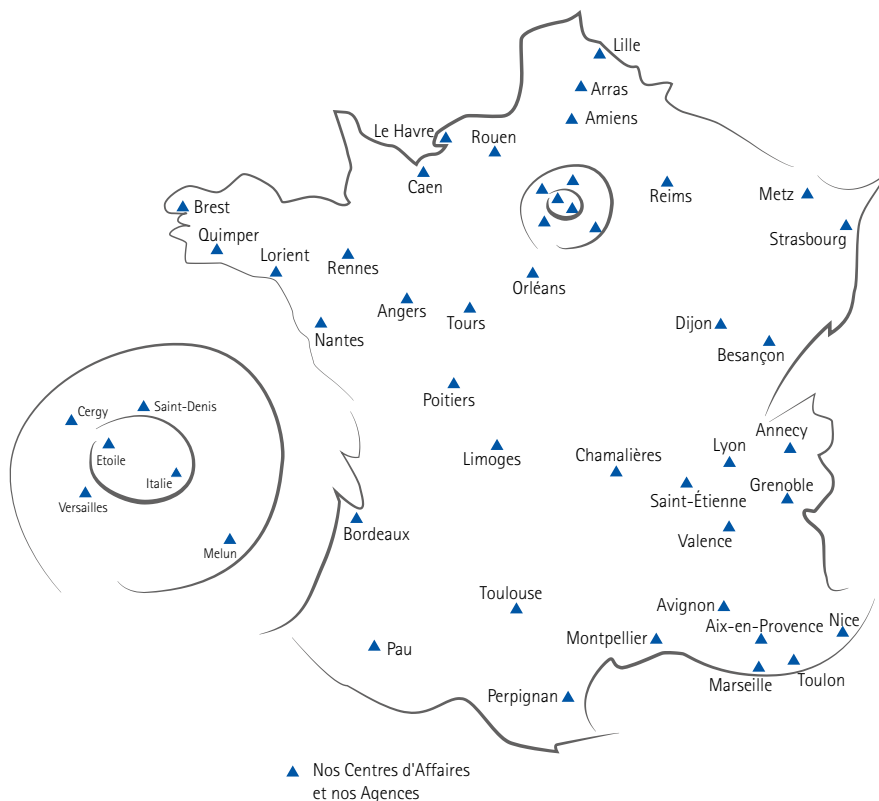 Lille
Arras
Amiens
Le Havre
Rouen
Caen
Reims
Metz
Strasbourg
Brest
Quimper
Lorient
Rennes
Orléans
Angers
Tours
Nantes
Dijon
Besançon
Poitiers
Cergy
Saint-Denis
Etoile
Italie
Versailles
Melun
Limoges
Chamalières
Lyon
Annecy
Saint-Étienne
Grenoble
Bordeaux
Valence
Toulouse
Avignon
Montpellier
Aix-en-Provence
Nice
Pau
Marseille
Toulon
Perpignan
Nos Centres d'Affaires
et nos Agences